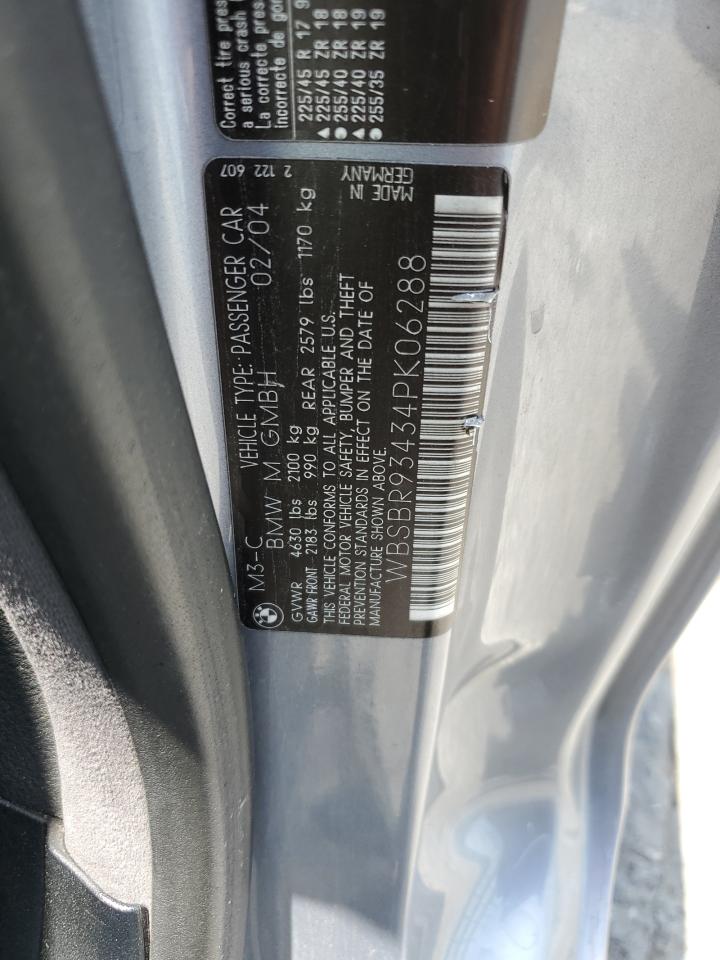 Correct tire pres
a serious crash
La correcte pres
incorrecte de gor
225/45 R 17 9
▲ 225/45 ZR 18
● 255/40 ZR 18
▲ 225/40 ZR 19
● 255/35 ZR 19
2 122 607
M3-C VEHICLE TYPE: PASSENGER CAR
BMW M GMBH 02/04
GVWR 4630 lbs 2100 kg
GAWR FRONT 2183 lbs 990 kg REAR 2579 lbs 1170 kg
THIS VEHICLE CONFORMS TO ALL APPLICABLE U.S.
FEDERAL MOTOR VEHICLE SAFETY, BUMPER AND THEFT
PREVENTION STANDARDS IN EFFECT ON THE DATE OF
MANUFACTURE SHOWN ABOVE.
MADE IN
GERMANY
WBSBR93434PK06288